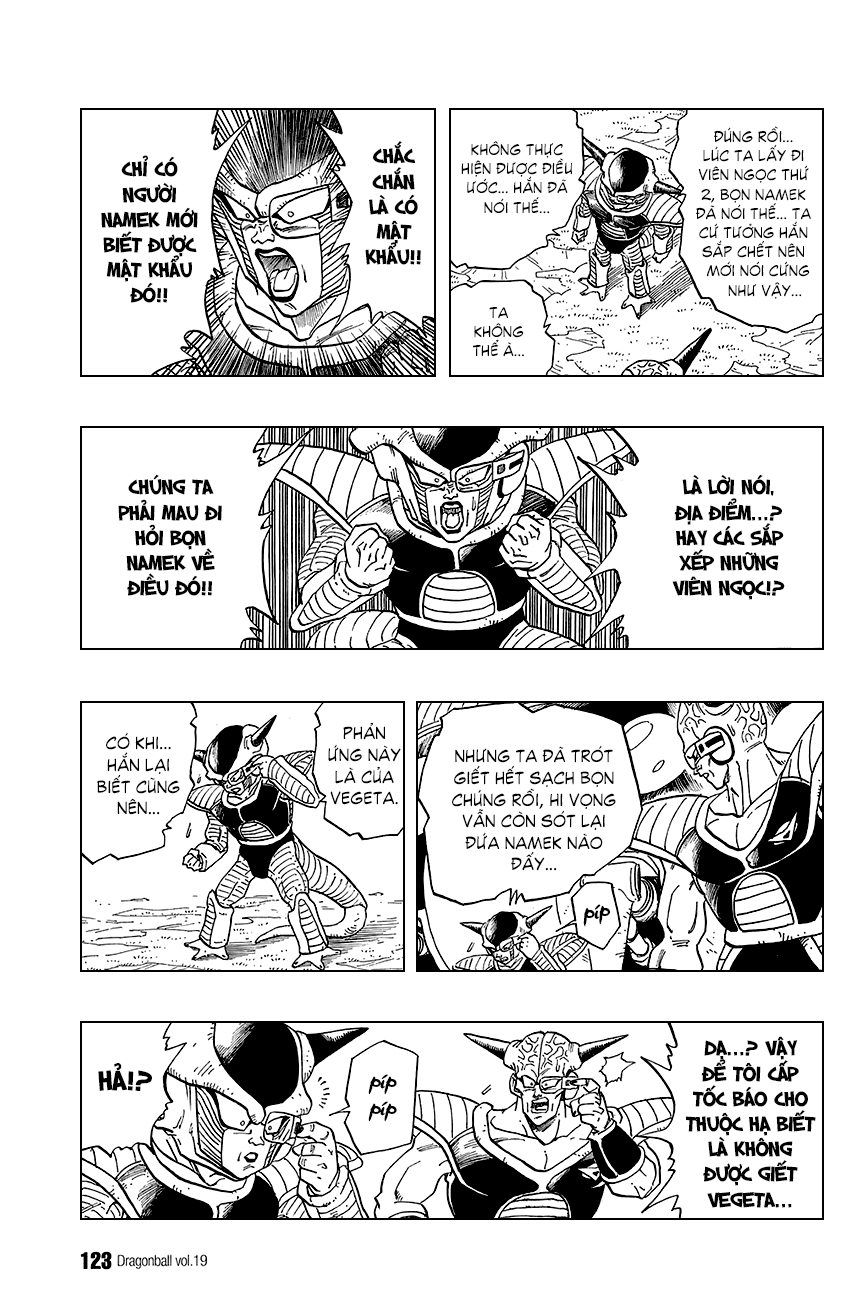 ĐÚNG RỒI...
LÚC TA LẤY ĐI
VIÊN NGỌC THỨ
2, BỌN NAMEK
ĐÃ NÓI THẾ... TA
CỨ TƯỞNG HẮN
SẮP CHẾT NÊN
MỚI NÓI CỨNG
NHƯ VẬY...
KHÔNG THỰC
HIỆN ĐƯỢC ĐIỀU
ƯỚC... HẮN ĐÃ
NÓI THẾ...
TA
KHÔNG
THỂ À...
CHẮC
CHẮN
LÀ CÓ
MẬT
KHẨU!!
CHỈ CÓ
NGƯỜI
NAMEK MỚI
BIẾT ĐƯỢC
MẬT KHẨU
ĐÓ!!
LÀ LỜI NÓI,
ĐỊA ĐIỂM...?
HAY CÁC SẮP
XẾP NHỮNG
VIÊN NGỌC!?
CHÚNG TA
PHẢI MAU ĐI
HỎI BỌN
NAMEK VỀ
ĐIỀU ĐÓ!!
NHƯNG TA ĐÃ TRÓT
GIẾT HẾT SẠCH BỌN
CHÚNG RỒI, HI VỌNG
VẪN CÒN SÓT LẠI
ĐỨA NAMEK NÀO
ĐẤY...
píp
PHẢN
ỨNG NÀY
LÀ CỦA
VEGETA.
CÓ KHI...
HẮN LẠI
BIẾT CŨNG
NÊN...
DẠ...? VẬY
ĐỂ TÔI CẤP
TỐC BÁO CHO
THUỘC HẠ BIẾT
LÀ KHÔNG
ĐƯỢC GIẾT
VEGETA...
píp
píp
HẢ!?
123 Dragonball vol.19